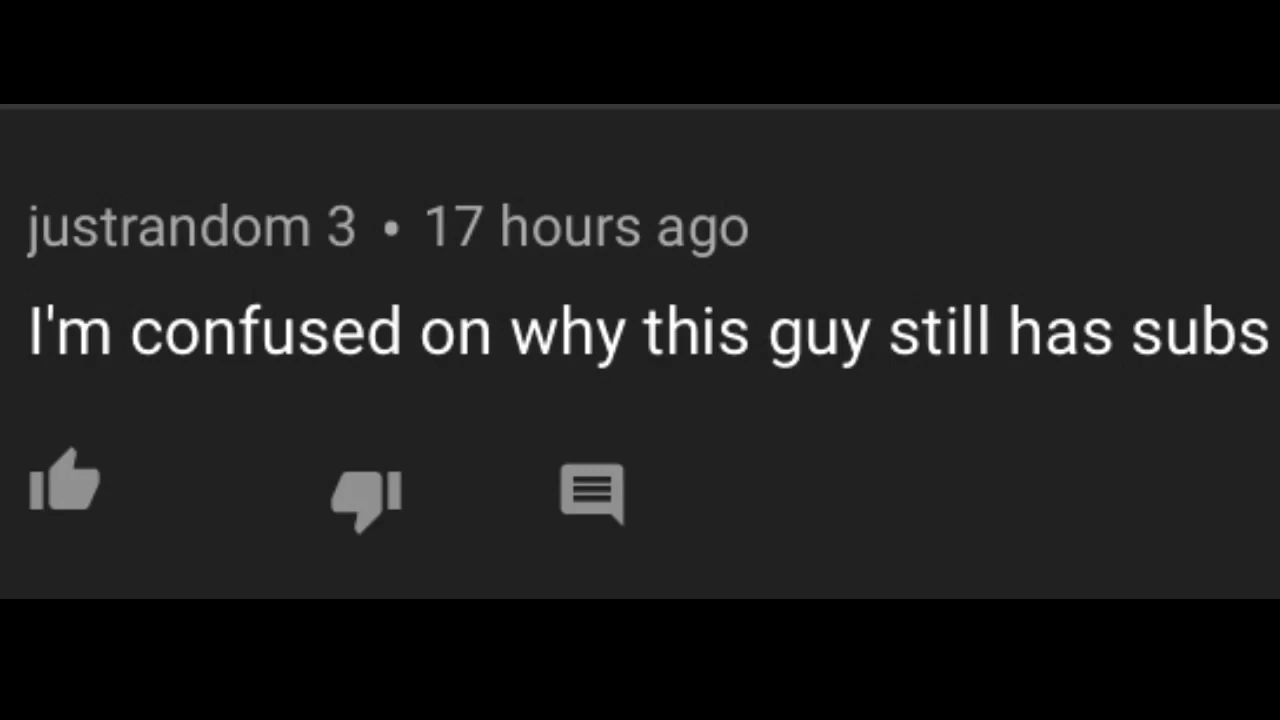 justrandom 3 • 17 hours ago
I'm confused on why this guy still has subs